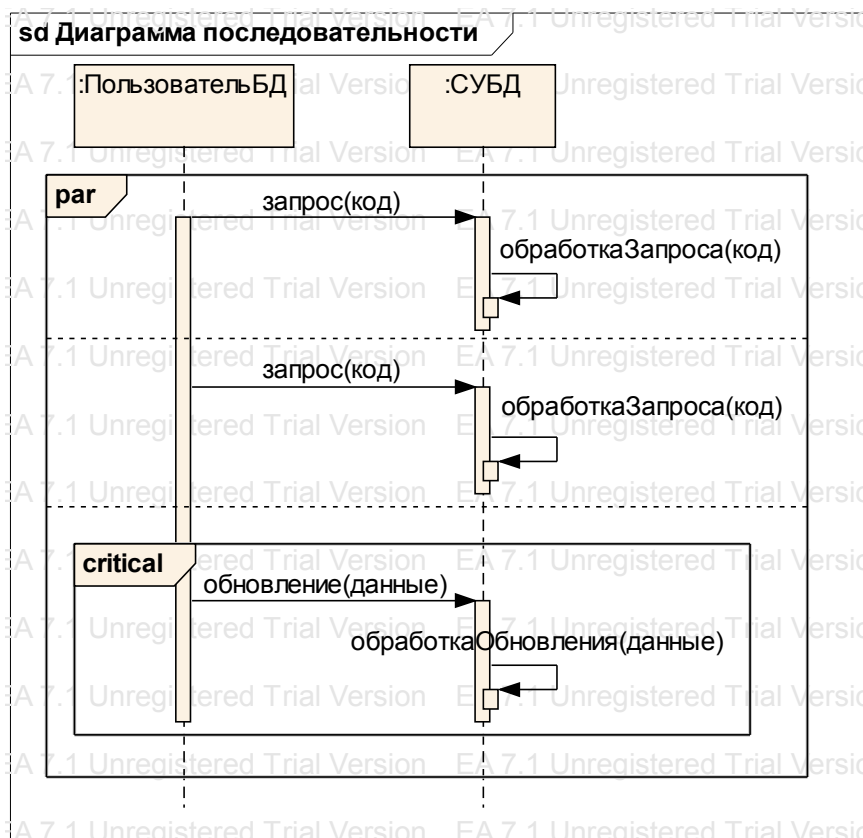 sd Диаграмма последовательности
:ПользовательБД
:СУБД
par
запрос(код)
обработкаЗапроса(код)
запрос(код)
обработкаЗапроса(код)
critical
обновление(данные)
обработкаОбновления(данные)
EA 7.1 Unregistered Trial Version